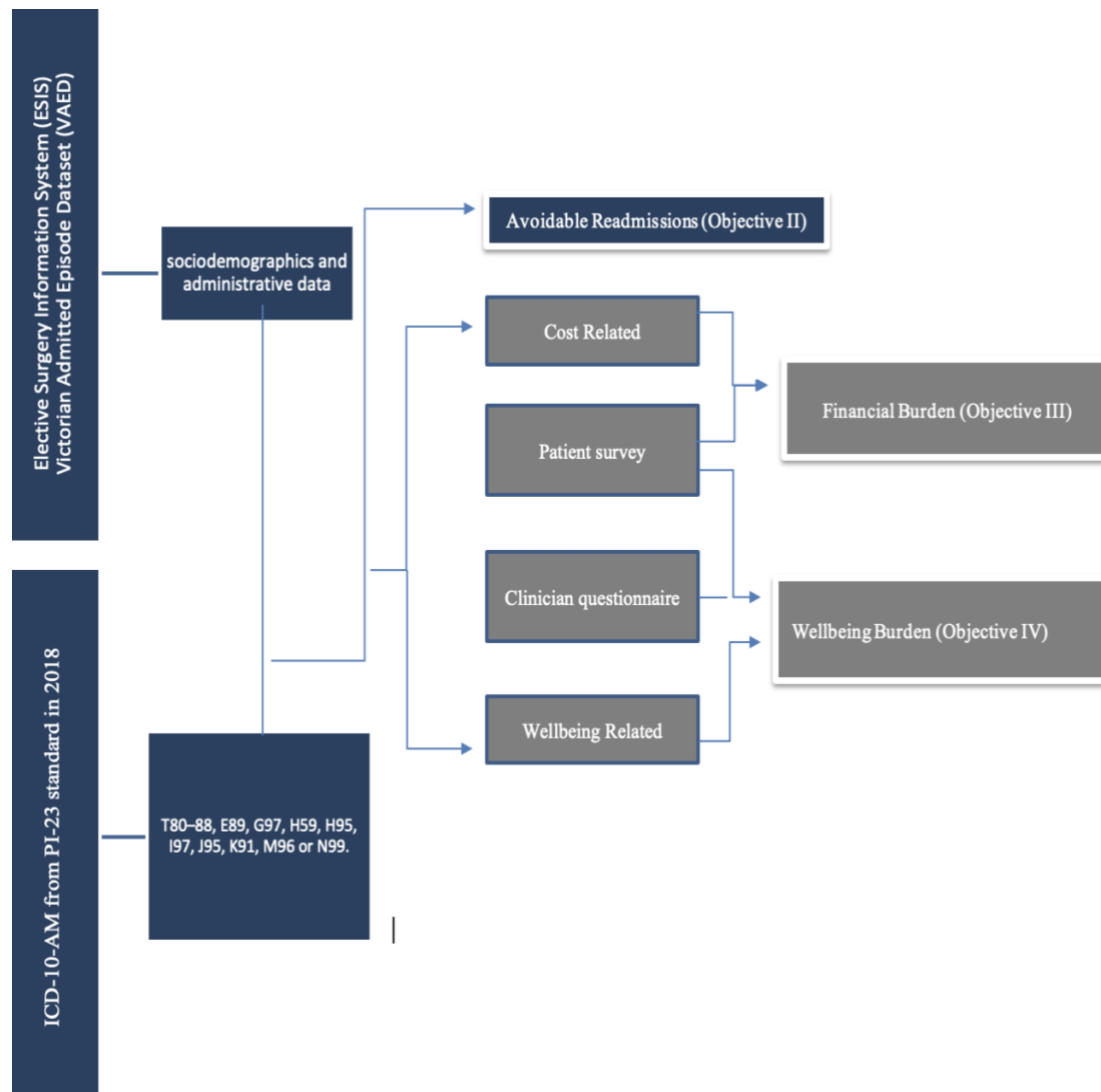 Elective Surgery Information System (ESIS)
Victorian Admitted Episode Dataset (VAED)
sociodemographics and
administrative data
Avoidable Readmissions (Objective II)
Cost Related
Patient survey
Financial Burden (Objective III)
Clinician questionnaire
Wellbeing Burden (Objective IV)
Wellbeing Related
ICD-10-AM from PI-23 standard in 2018
T80–88, E89, G97, H59, H95,
I97, J95, K91, M96 or N99.